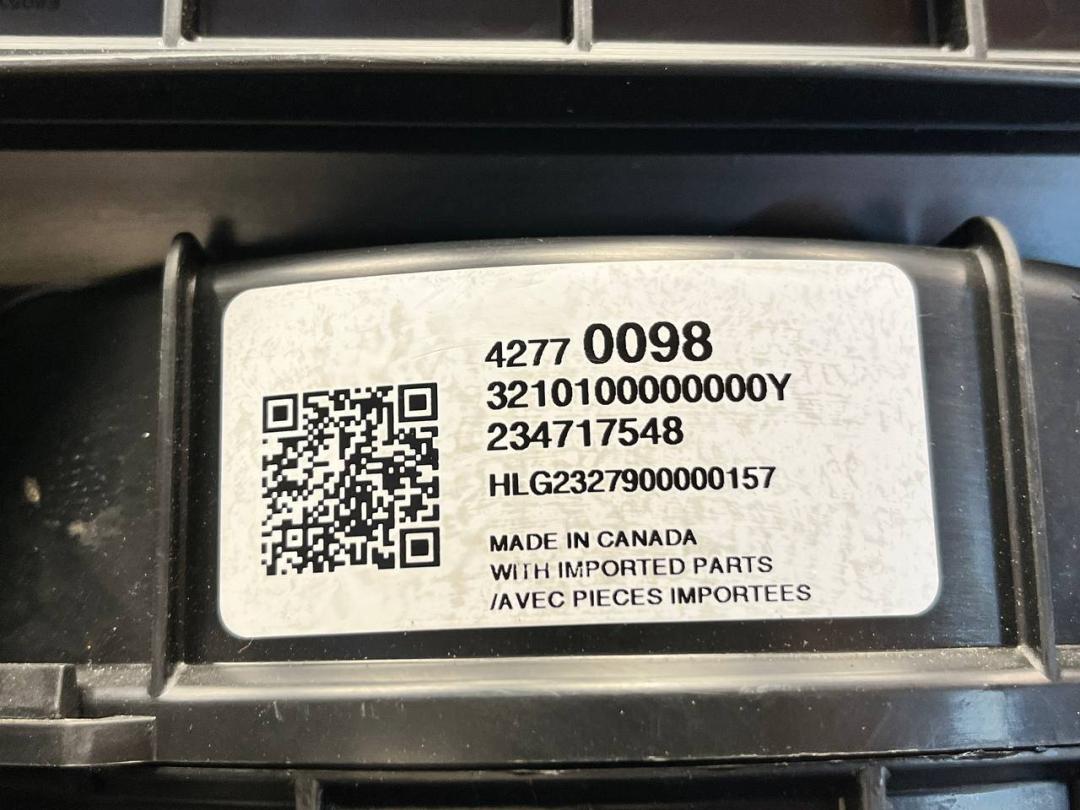 4277 0098
3210100000000Y
234717548
HLG2327900000157
MADE IN CANADA
WITH IMPORTED PARTS
/AVEC PIECES IMPORTEES